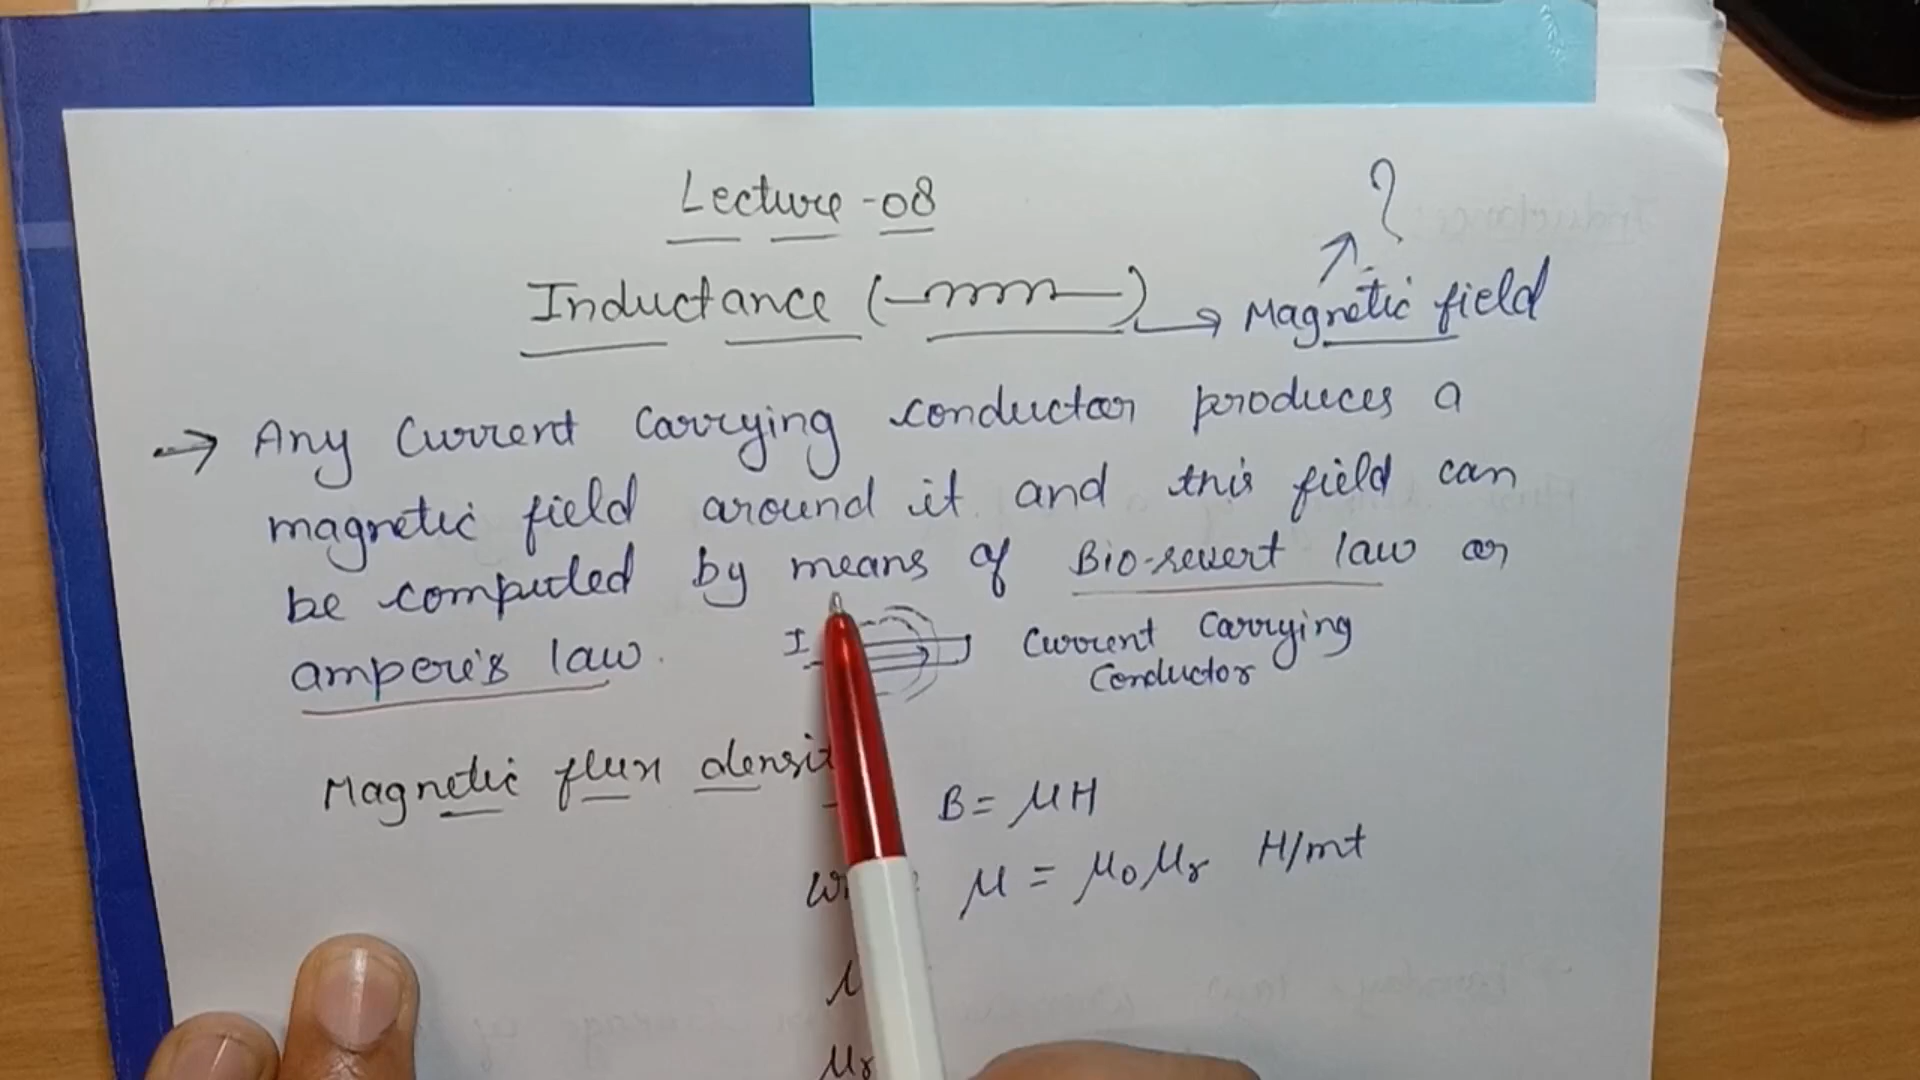 Lecture -08
Inductance ( ) → Magnetic field
?
→ Any Current Carrying conductor produces a
magnetic field around it and this field can
be computed by means of Bio-severt law or
ampere's law.
I Current Carrying
Conductor
Magnetic flux
B = μH
μ = μ₀μᵣ H/mt
μ
μᵣ